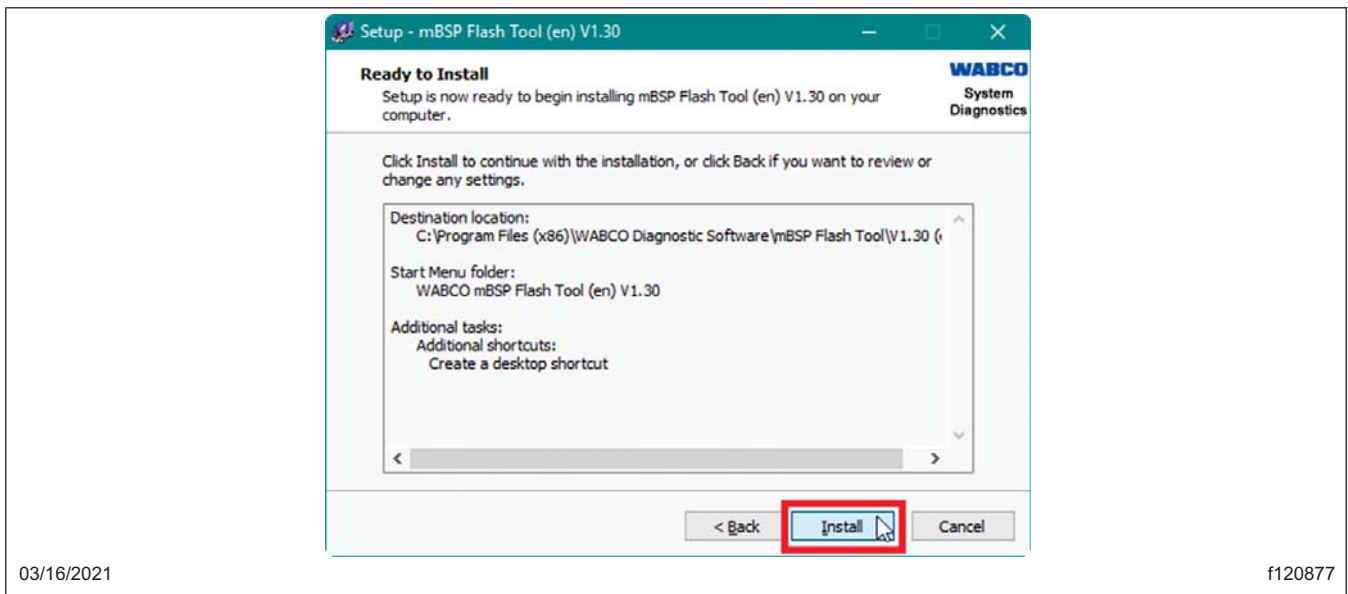 Setup - mBSP Flash Tool (en) V1.30
Ready to Install
Setup is now ready to begin installing mBSP Flash Tool (en) V1.30 on your
computer.
WABCO
System
Diagnostics
Click Install to continue with the installation, or click Back if you want to review or
change any settings.
Destination location:
C:\Program Files (x86)\WABCO Diagnostic Software\mBSP Flash Tool\V1.30 (
Start Menu folder:
WABCO mBSP Flash Tool (en) V1.30
Additional tasks:
Additional shortcuts:
Create a desktop shortcut
< Back
Install
Cancel
03/16/2021
f120877